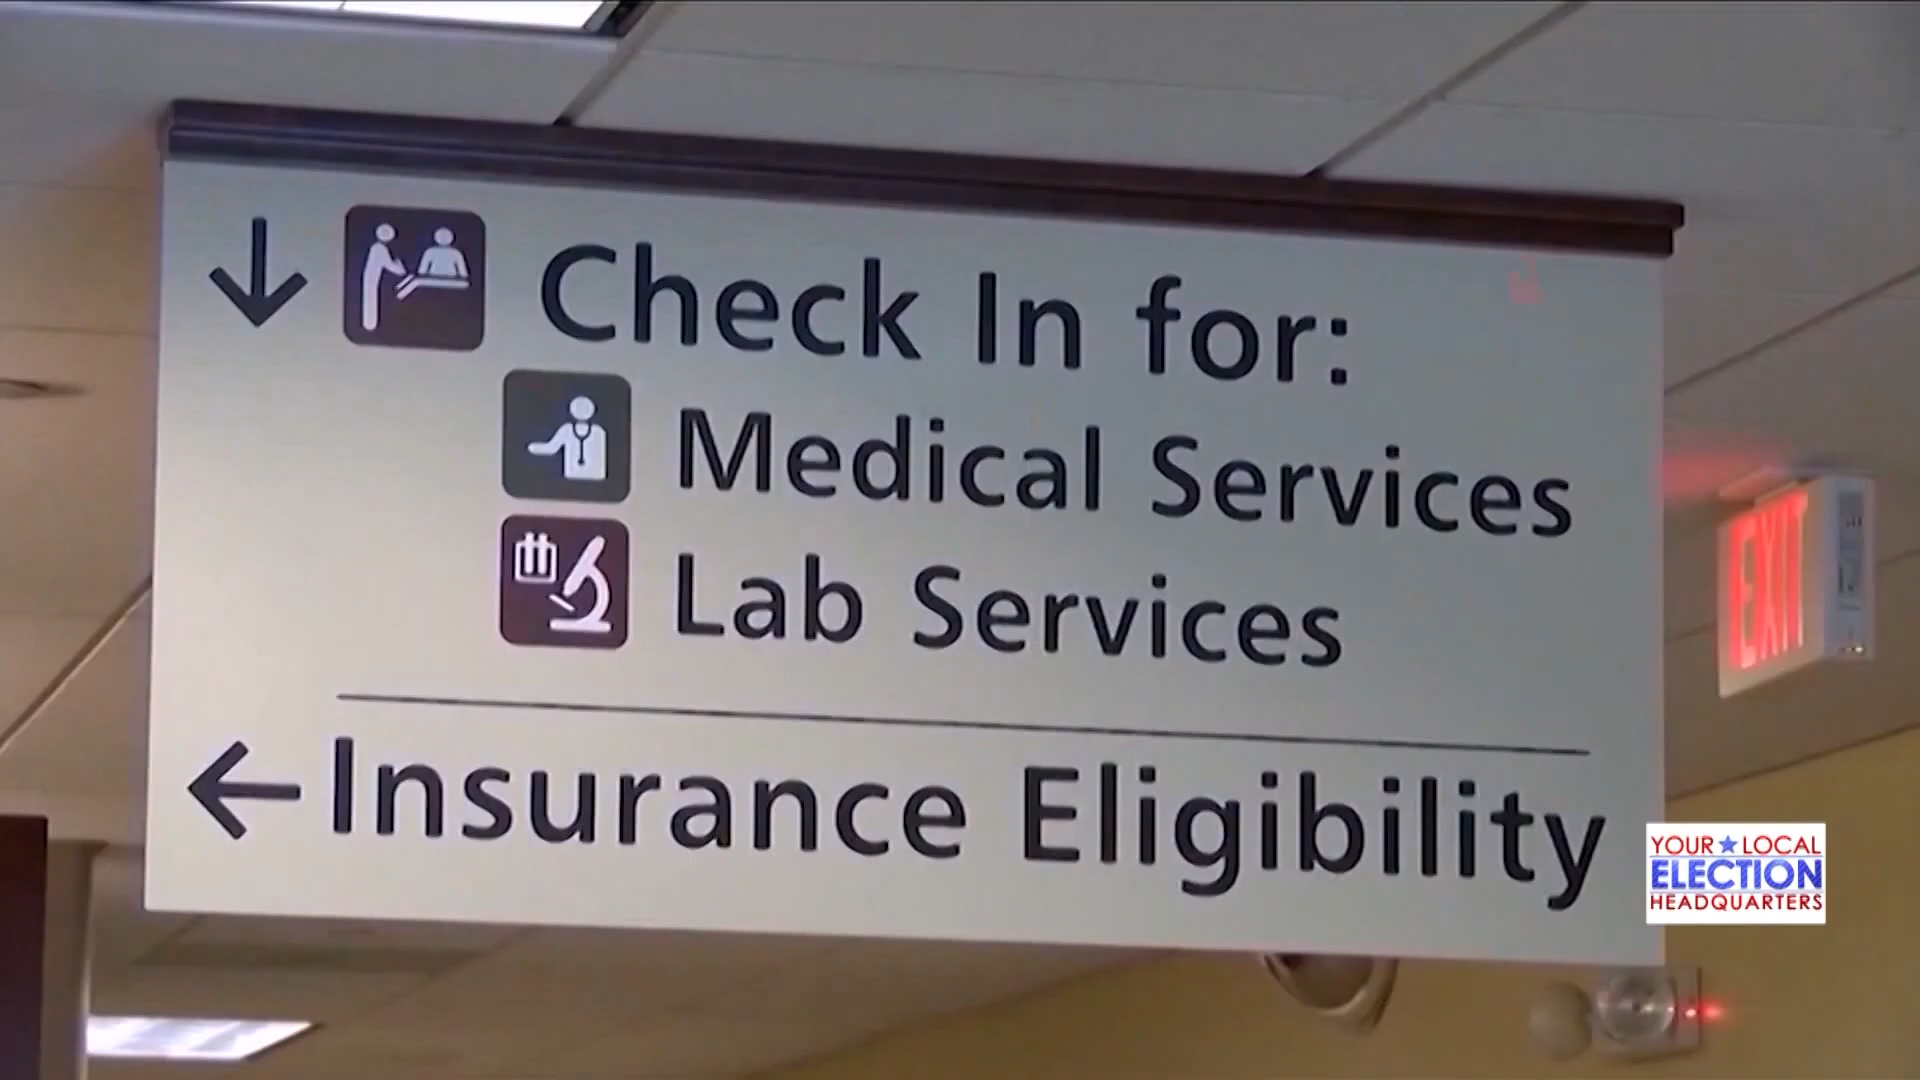 Check In for:
Medical Services
Lab Services
Insurance Eligibility
EXIT
YOUR LOCAL
ELECTION
HEADQUARTERS